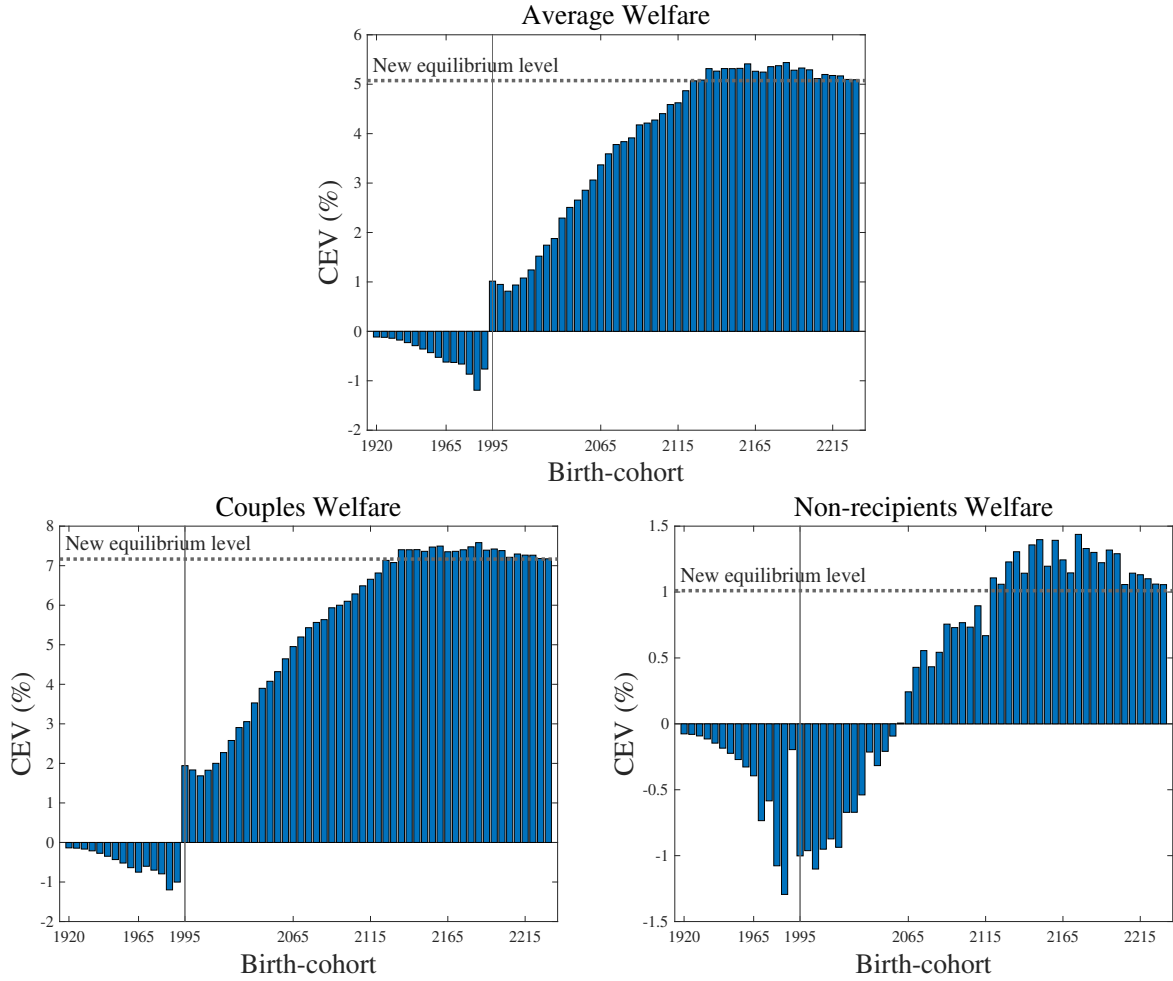 Average Welfare
6
5
4
3
2
1
0
-1
-2
CEV (%)
New equilibrium level
1920 1965 1995 2065 2115 2165 2215
Birth-cohort
Couples Welfare
8
7
6
5
4
3
2
1
0
-1
-2
CEV (%)
New equilibrium level
1920 1965 1995 2065 2115 2165 2215
Birth-cohort
Non-recipients Welfare
1.5
1
0.5
0
-0.5
-1
-1.5
CEV (%)
New equilibrium level
1920 1965 1995 2065 2115 2165 2215
Birth-cohort